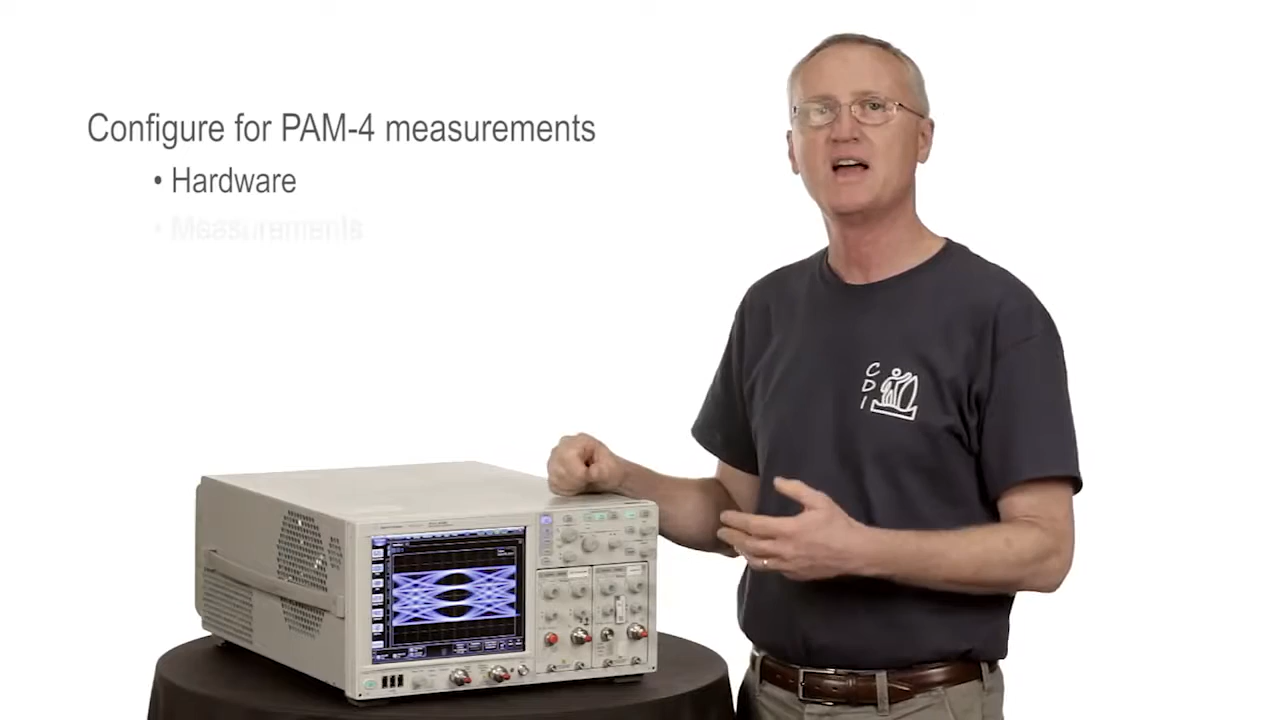 Configure for PAM-4 measurements
• Hardware
• Measurements
C
D
I